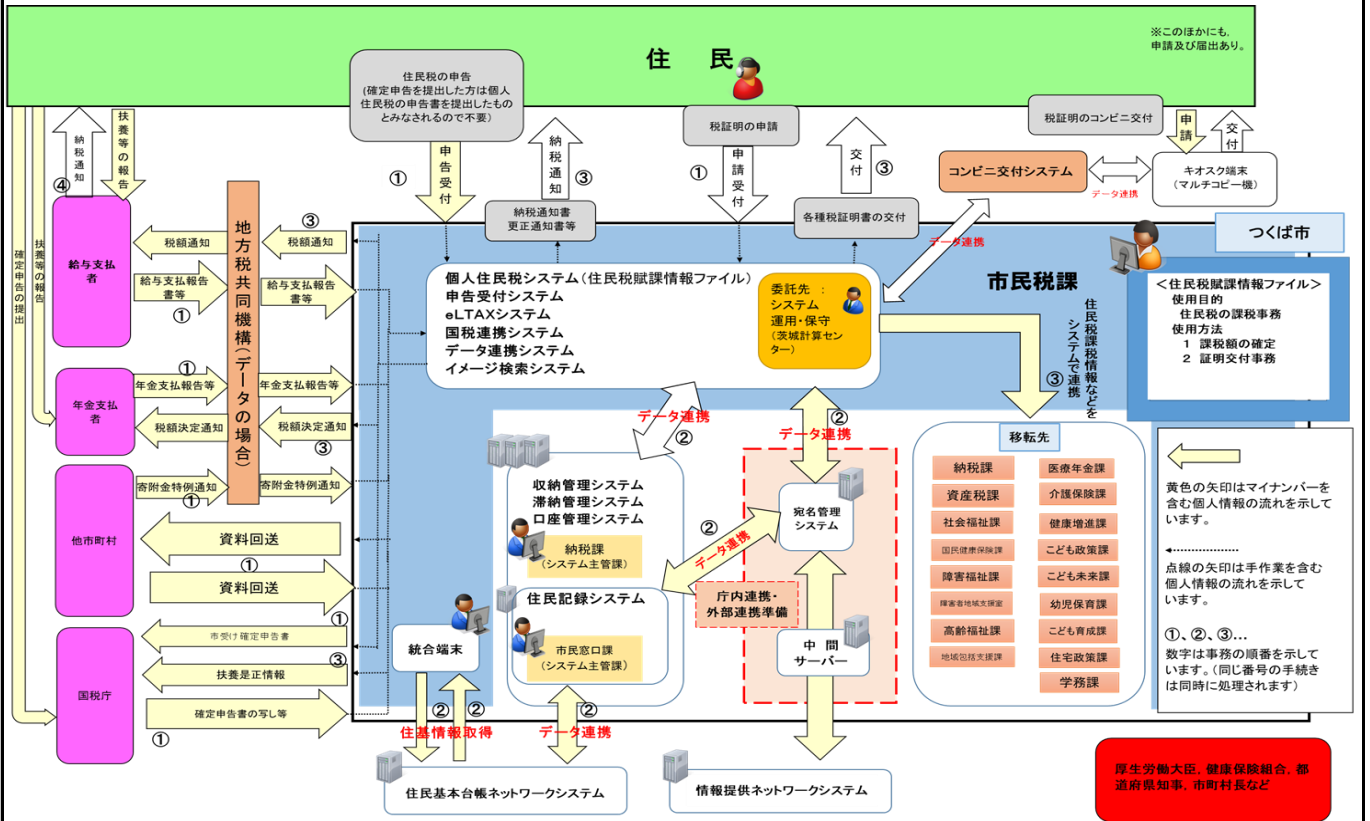 住　民
※このほかにも，
申請及び届出あり。
住民税の申告
(確定申告を提出した方は個人
住民税の申告書を提出したもの
とみなされるので不要)
税証明の申請
税証明のコンビニ交付
納税通知
④
扶養等の報告
①
申告受付
納税通知
③
①
申請受付
交付
③
コンビニ交付システム
データ連携
申請
交付
キオスク端末
(マルチコピー機)
確定申告の提出
扶養等の報告
納税通知書
更正通知書等
各種税証明書の交付
データ連携
つくば市
市民税課
給与支払
者
税額通知
給与支払報告
書等
①
地方税共同機構(データの場合)
③
税額通知
給与支払報告
書等
個人住民税システム(住民税賦課情報ファイル)
申告受付システム
eLTAXシステム
国税連携システム
データ連携システム
イメージ検索システム
委託先　：
システム
運用・保守
(茨城計算セン
ター)
住民税課税情報などを
システムで連携
③
＜住民税賦課情報ファイル＞
使用目的
住民税の課税事務
使用方法
１　課税額の確定
２　証明交付事務
年金支払
者
①
年金支払報告等
税額決定通知
年金支払報告等
税額決定通知
③
データ連携
②
②
データ連携
移転先
納税課
資産税課
社会福祉課
国民健康保険課
障害福祉課
障害者地域支援室
高齢福祉課
地域包括支援課
医療年金課
介護保険課
健康増進課
こども政策課
こども未来課
幼児保育課
こども育成課
住宅政策課
学務課
黄色の矢印はマイナンバーを
含む個人情報の流れを示して
います。
点線の矢印は手作業を含む
個人情報の流れを示して
います。
①、②、③…
数字は事務の順番を示して
います。(同じ番号の手続き
は同時に処理されます)
他市町村
寄附金特例通知
①
寄附金特例通知
資料回送
①
資料回送
収納管理システム
滞納管理システム
口座管理システム
納税課
(システム主管課)
②
データ連携
宛名管理
システム
庁内連携・
外部連携準備
住民記録システム
市民窓口課
(システム主管課)
中　間
サーバー
統合端末
国税庁
①
市受け確定申告書
③
扶養是正情報
確定申告書の写し等
①
②
②
住基情報取得
②
データ連携
住民基本台帳ネットワークシステム
情報提供ネットワークシステム
厚生労働大臣，健康保険組合，都
道府県知事，市町村長など